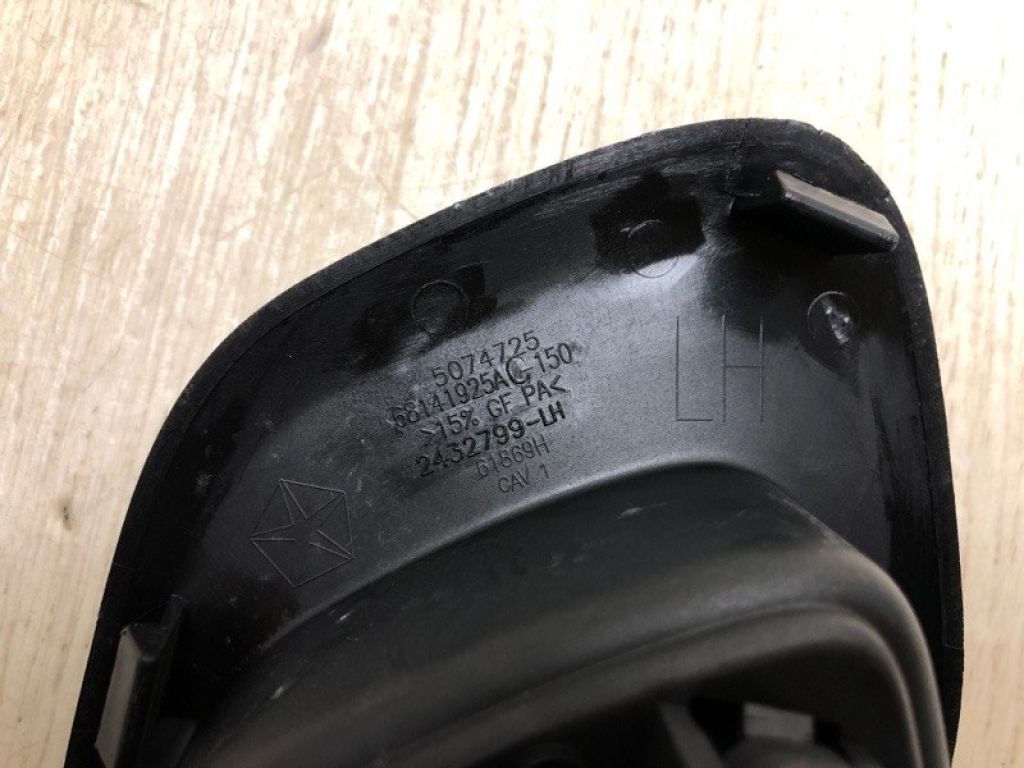 5074725
68141925AC 150
>15% GF PA<
2432799-LH
61869H
CAV 1
LH